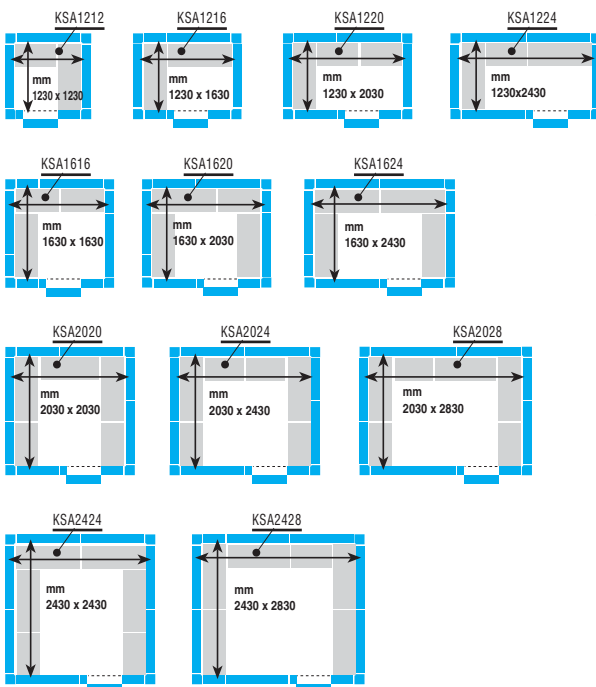 KSA1212
mm
1230 x 1230
KSA1216
mm
1230 x 1630
KSA1220
mm
1230 x 2030
KSA1224
mm
1230x2430
KSA1616
mm
1630 x 1630
KSA1620
mm
1630 x 2030
KSA1624
mm
1630 x 2430
KSA2020
mm
2030 x 2030
KSA2024
mm
2030 x 2430
KSA2028
mm
2030 x 2830
KSA2424
mm
2430 x 2430
KSA2428
mm
2430 x 2830